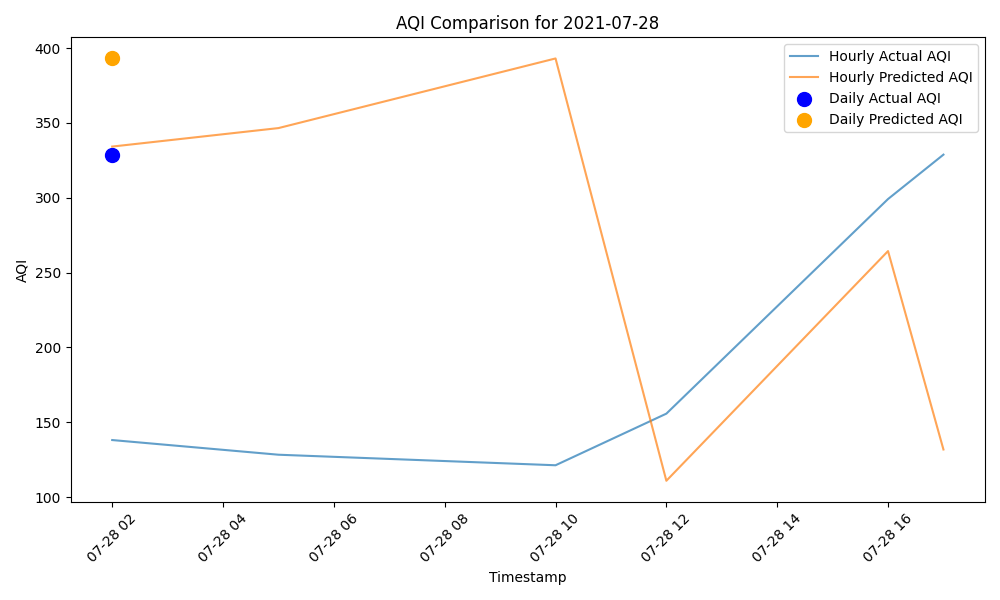 AQI Comparison for 2021-07-28
Hourly Actual AQI
Hourly Predicted AQI
Daily Actual AQI
Daily Predicted AQI
AQI
400
350
300
250
200
150
100
07-28 02
07-28 04
07-28 06
07-28 08
07-28 10
07-28 12
07-28 14
07-28 16
Timestamp